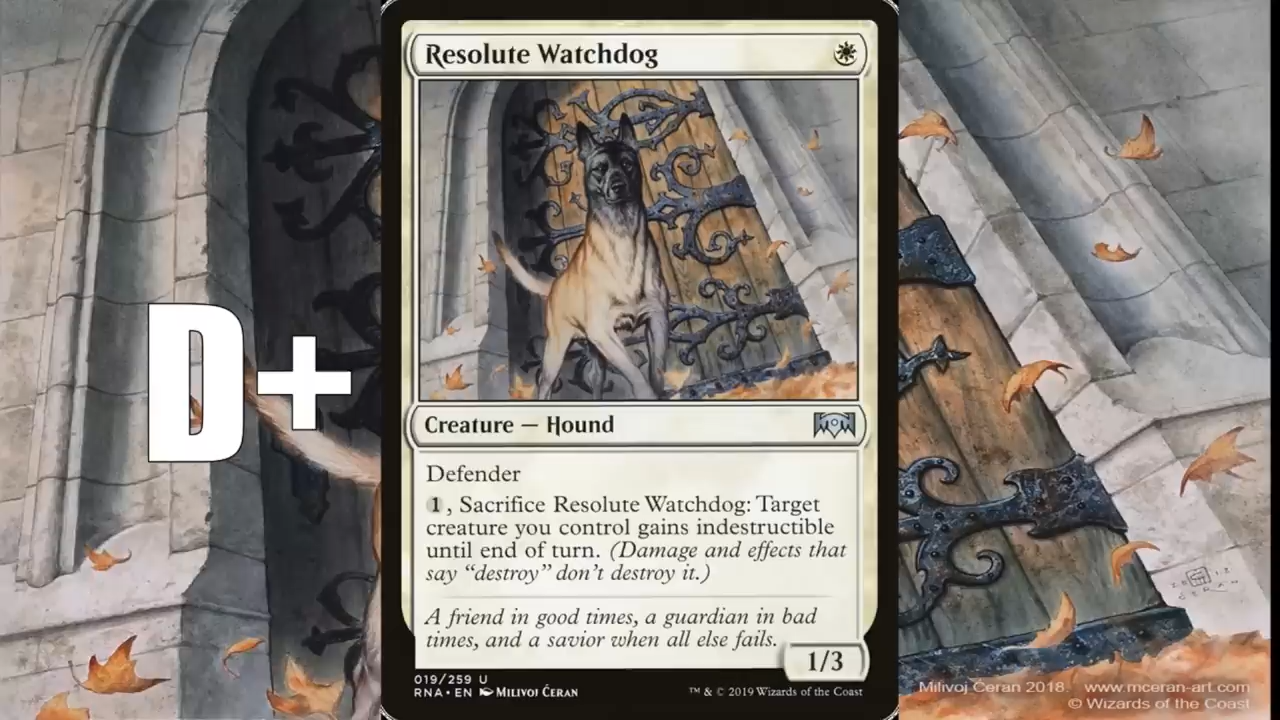 D+
Resolute Watchdog
Creature — Hound
Defender
1, Sacrifice Resolute Watchdog: Target
creature you control gains indestructible
until end of turn. (Damage and effects that
say “destroy” don’t destroy it.)
A friend in good times, a guardian in bad
times, and a savior when all else fails.
1/3
019/259 U
RNA • EN MILIVOJ ĆERAN
™ & © 2019 Wizards of the Coast
Milivoj Ceran 2018. www.mceran-art.com
© Wizards of the Coast